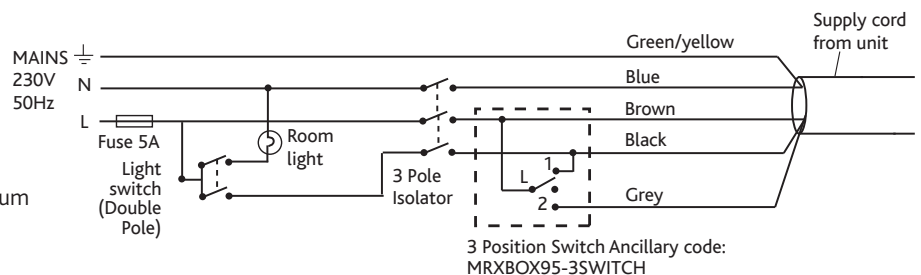 Supply cord
from unit
MAINS
230V
50Hz
N
L
Green/yellow
Blue
Brown
Black
Grey
Fuse 5A
Room
light
Light
switch
(Double
Pole)
3 Pole
Isolator
L
1
2
um
3 Position Switch Ancillary code:
MRXBOX95-3SWITCH